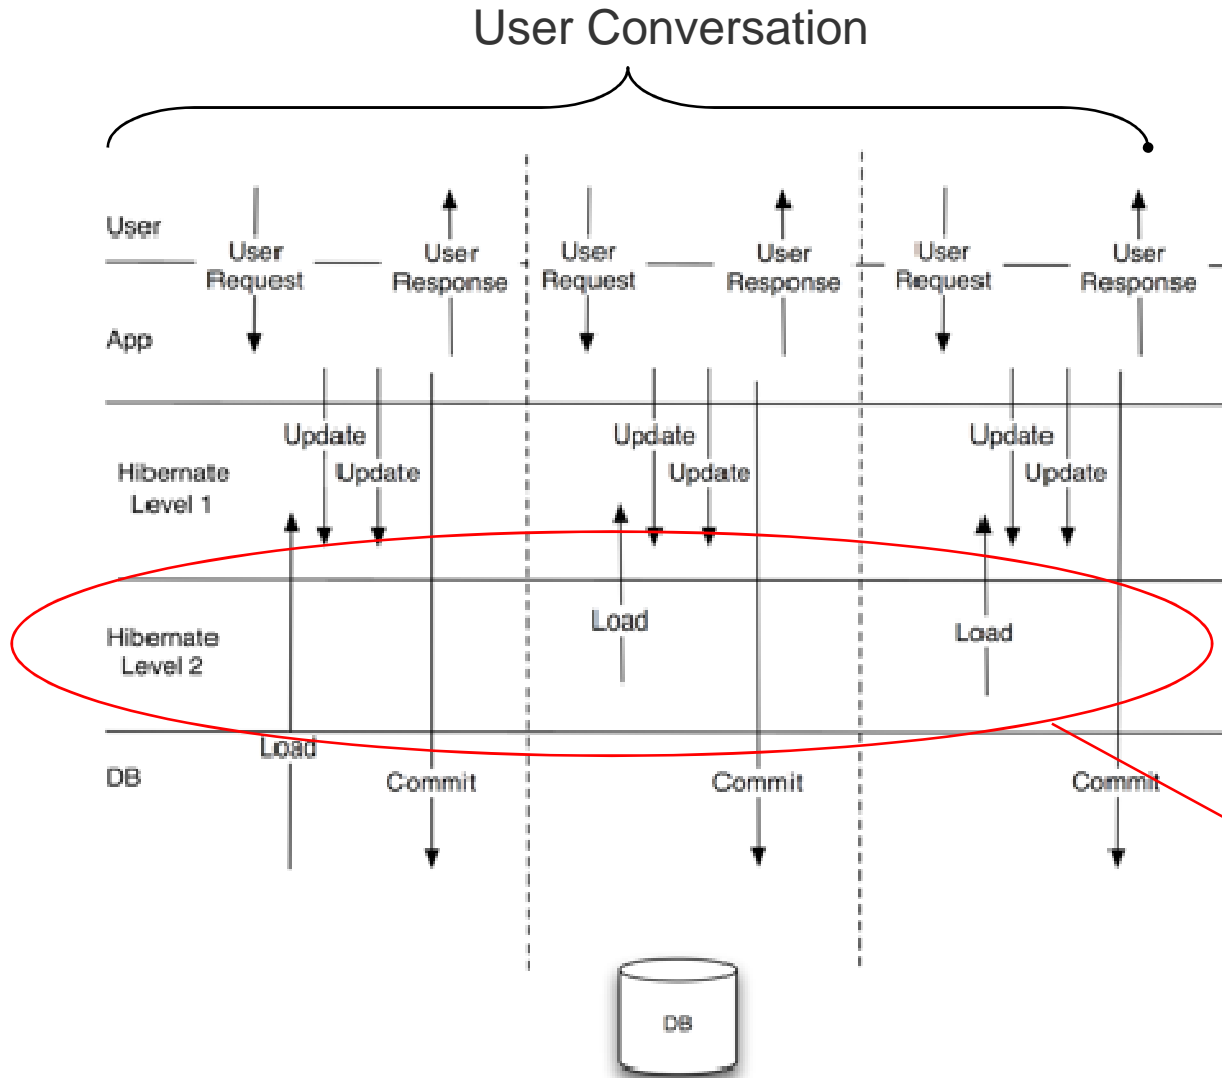 User Conversation
User
User
Request
User
Response
User
Request
User
Response
User
Request
User
Response
App
Update
Update
Update
Update
Update
Update
Hibernate
Level 1
Load
Load
Hibernate
Level 2
Load
DB
Commit
Commit
Commit
DB